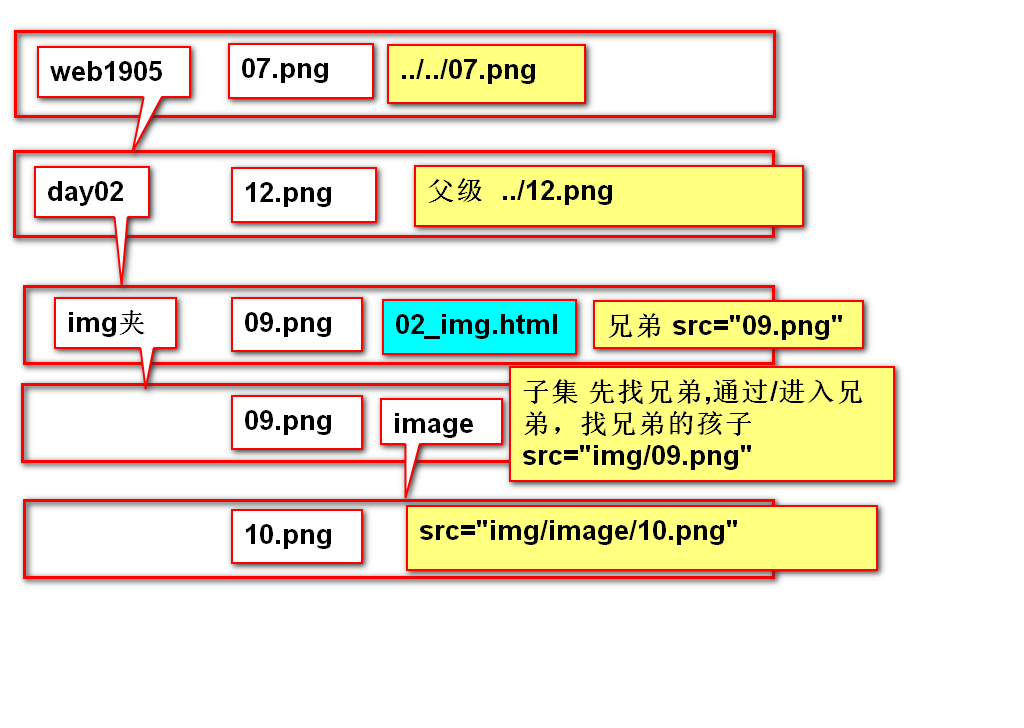 web1905
07.png
../../07.png
day02
12.png
父级 ../12.png
img夹
09.png
02_img.html
兄弟 src="09.png"
09.png
image
子集 先找兄弟,通过/进入兄
弟，找兄弟的孩子
src="img/09.png"
10.png
src="img/image/10.png"